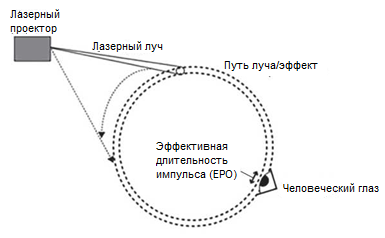 Лазерный
проектор
Лазерный луч
Путь луча/эффект
Эффективная
длительность
импульса (EPO)
Человеческий глаз